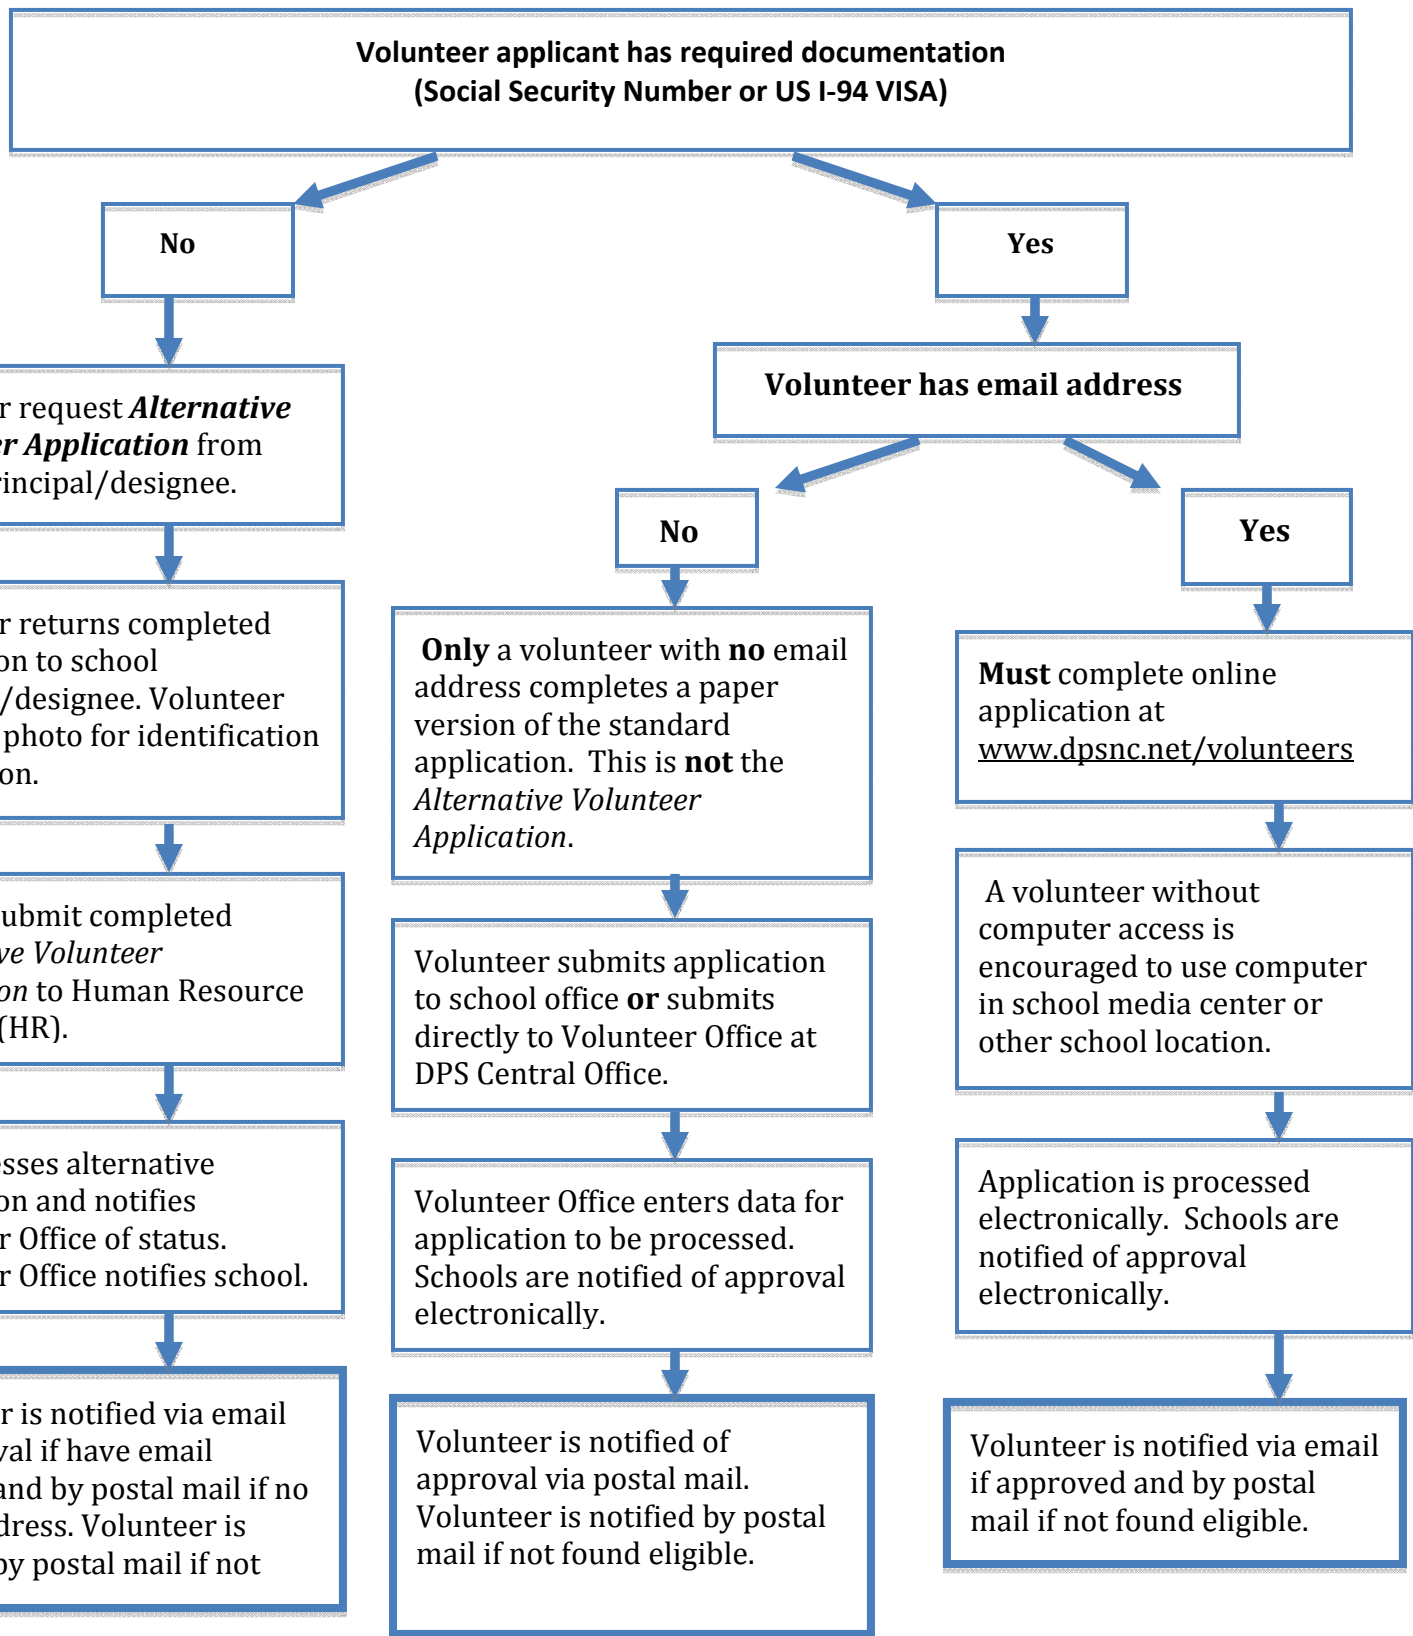 Volunteer applicant has required documentation
(Social Security Number or US I-94 VISA)
No
Yes
r request Alternative
er Application from
rincipal/designee.
r returns completed
on to school
/designee. Volunteer
photo for identification
on.
ubmit completed
ve Volunteer
on to Human Resource
(HR).
esses alternative
on and notifies
r Office of status.
r Office notifies school.
r is notified via email
val if have email
and by postal mail if no
dress. Volunteer is
by postal mail if not
Volunteer has email address
No
Only a volunteer with no email
address completes a paper
version of the standard
application.  This is not the
Alternative Volunteer
Application.
Volunteer submits application
to school office or submits
directly to Volunteer Office at
DPS Central Office.
Volunteer Office enters data for
application to be processed.
Schools are notified of approval
electronically.
Volunteer is notified of
approval via postal mail.
Volunteer is notified by postal
mail if not found eligible.
Yes
Must complete online
application at
www.dpsnc.net/volunteers
A volunteer without
computer access is
encouraged to use computer
in school media center or
other school location.
Application is processed
electronically.  Schools are
notified of approval
electronically.
Volunteer is notified via email
if approved and by postal
mail if not found eligible.